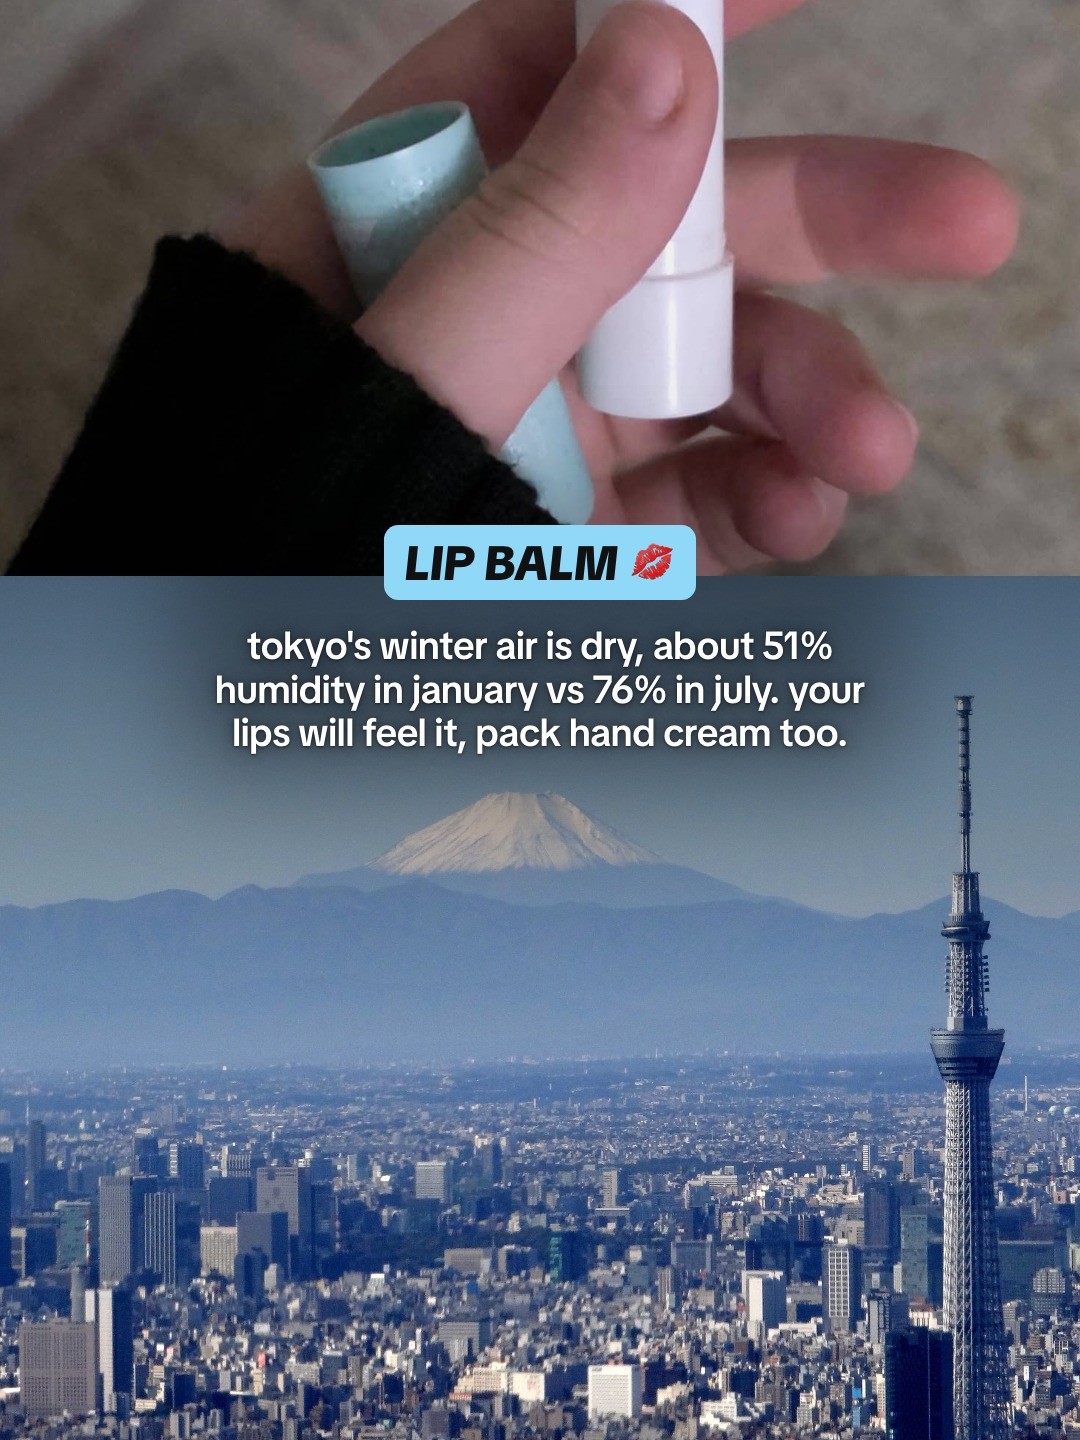 LIP BALM 💋
tokyo's winter air is dry, about 51%
humidity in january vs 76% in july. your
lips will feel it, pack hand cream too.